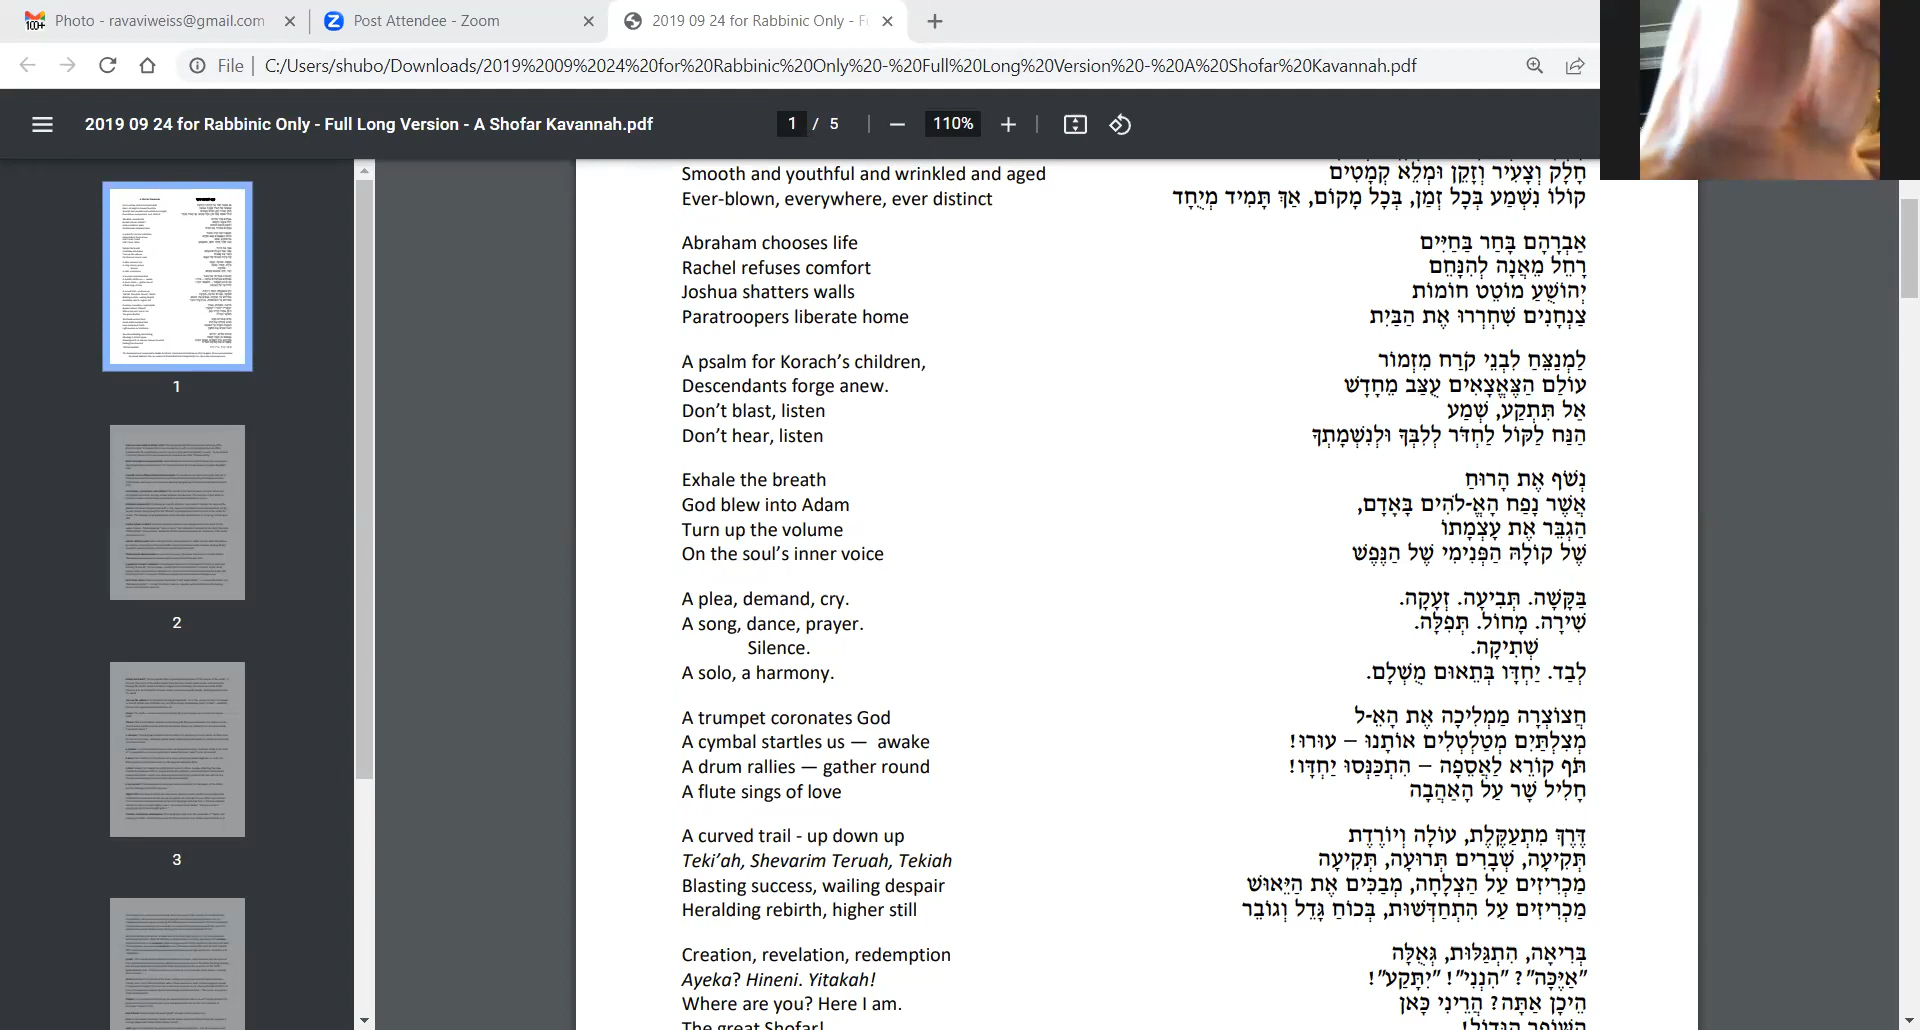 Photo - ravaviweiss@gmail.com
Post Attendee - Zoom
2019 09 24 for Rabbinic Only - F
File
C:/Users/shubo/Downloads/2019%2009%2024%20for%20Rabbinic%20Only%20-%20Full%20Long%20Version%20-%20A%20Shofar%20Kavannah.pdf
2019 09 24 for Rabbinic Only - Full Long Version - A Shofar Kavannah.pdf
1 / 5
110%
1
2
3
Smooth and youthful and wrinkled and aged
Ever-blown, everywhere, ever distinct
Abraham chooses life
Rachel refuses comfort
Joshua shatters walls
Paratroopers liberate home
A psalm for Korach’s children,
Descendants forge anew.
Don’t blast, listen
Don’t hear, listen
Exhale the breath
God blew into Adam
Turn up the volume
On the soul’s inner voice
A plea, demand, cry.
A song, dance, prayer.
Silence.
A solo, a harmony.
A trumpet coronates God
A cymbal startles us — awake
A drum rallies — gather round
A flute sings of love
A curved trail - up down up
Teki’ah, Shevarim Teruah, Tekiah
Blasting success, wailing despair
Heralding rebirth, higher still
Creation, revelation, redemption
Ayeka? Hineni. Yitakah!
Where are you? Here I am.
The great Shofar!
חָלָק וְצָעִיר וְזָקֵן וּמְלֵא קְמָטִים
קוֹלוֹ נִשְׁמַע בְּכָל זְמַן, בְּכָל מָקוֹם, אַךְ תָּמִיד מְיֻחָד
אַבְרָהָם בָּחַר בַּחַיִּים
רָחֵל מֵאֲנָה לְהִנָּחֵם
יְהוֹשֻׁעַ מוֹטֵט חוֹמוֹת
צַנְחָנִים שִׁחְרְרוּ אֶת הַבַּיִת
לַמְנַצֵּחַ לִבְנֵי קֹרַח מִזְמוֹר
עוֹלַם הַצֶּאֱצָאִים עֻצַּב מֵחָדָשׁ
אַל תִּתְקַע, שְׁמַע
הַנַּח לַקּוֹל לַחְדֹּר לְלִבְּךָ וּלְנִשְׁמָתְךָ
נְשֹׁף אֶת הָרוּחַ
אֲשֶׁר נָפַח הָאֱ-לֹהִים בָּאָדָם,
הַגְבֵּר אֶת עָצְמָתוֹ
שֶׁל קוֹלָהּ הַפְּנִימִי שֶׁל הַנֶּפֶשׁ
בַּקָּשָׁה. תְּבִיעָה. זְעָקָה.
שִׁירָה. מָחוֹל. תְּפִלָּה.
שְׁתִיקָה.
לְבַד. יַחְדָּו בְּתֵאוּם מֻשְׁלָם.
חֲצוֹצְרָה מַמְלִיכָה אֶת הָאֵ-ל
מְצִלְתַּיִם מְטַלְטְלִים אוֹתָנוּ – עוּרוּ!
תֹּף קוֹרֵא לַאֲסֵפָה – הִתְכַּנְּסוּ יַחְדָּו!
חָלִיל שָׁר עַל הָאַהֲבָה
דֶּרֶךְ מִתְעַקֶּלֶת, עוֹלָה וְיוֹרֶדֶת
תְּקִיעָה, שְׁבָרִים תְּרוּעָה, תְּקִיעָה
מַכְרִיזִים עַל הַצְלָחָה, מְבַכִּים אֶת הַיֵּאוּשׁ
מַכְרִיזִים עַל הִתְחַדְּשׁוּת, בְּכוֹחַ גָּדֵל וְגוֹבֵר
בְּרִיאָה, הִתְגַּלּוּת, גְּאֻלָּה
"אַיֶּכָּה"? "הִנְנִי"! "יִתָּקַע"!
הֵיכָן אַתָּה? הֲרֵינִי כָּאן
הַשּׁוֹפָר הַגָּדוֹל!